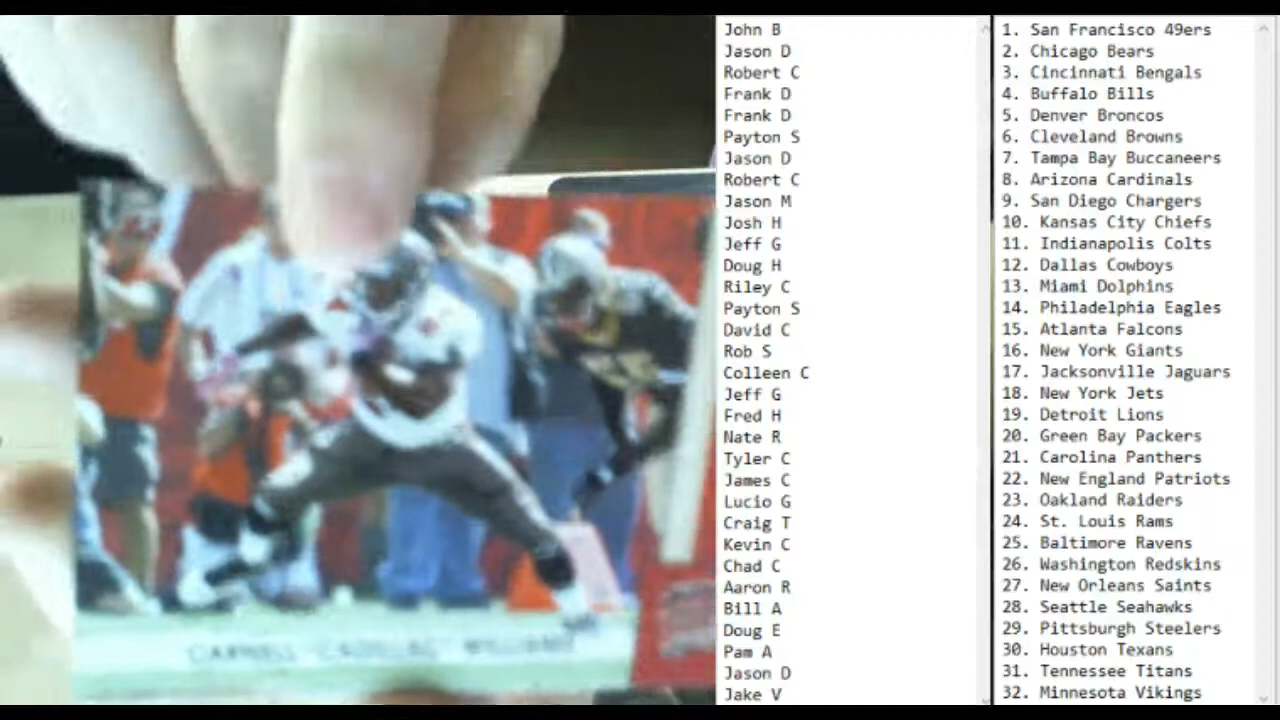 John B
Jason D
Robert C
Frank D
Frank D
Payton S
Jason D
Robert C
Jason M
Josh H
Jeff G
Doug H
Riley C
Payton S
David C
Rob S
Colleen C
Jeff G
Fred H
Nate R
Tyler C
James C
Lucio G
Craig T
Kevin C
Chad C
Aaron R
Bill A
Doug E
Pam A
Jason D
Jake V
1. San Francisco 49ers
2. Chicago Bears
3. Cincinnati Bengals
4. Buffalo Bills
5. Denver Broncos
6. Cleveland Browns
7. Tampa Bay Buccaneers
8. Arizona Cardinals
9. San Diego Chargers
10. Kansas City Chiefs
11. Indianapolis Colts
12. Dallas Cowboys
13. Miami Dolphins
14. Philadelphia Eagles
15. Atlanta Falcons
16. New York Giants
17. Jacksonville Jaguars
18. New York Jets
19. Detroit Lions
20. Green Bay Packers
21. Carolina Panthers
22. New England Patriots
23. Oakland Raiders
24. St. Louis Rams
25. Baltimore Ravens
26. Washington Redskins
27. New Orleans Saints
28. Seattle Seahawks
29. Pittsburgh Steelers
30. Houston Texans
31. Tennessee Titans
32. Minnesota Vikings